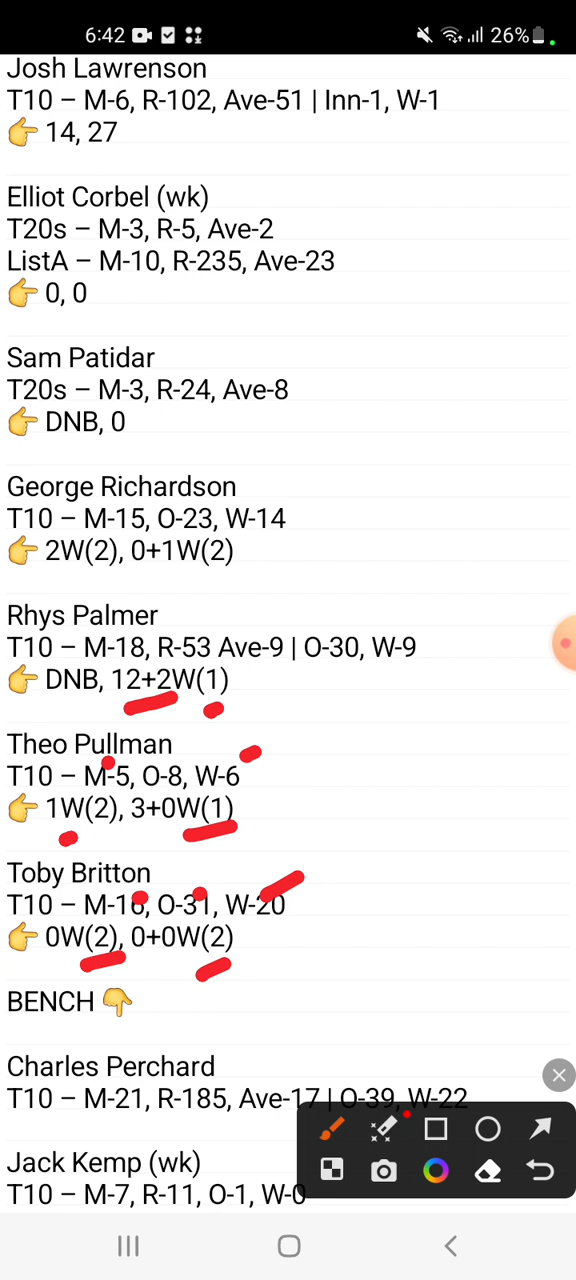 6:42 26%
Josh Lawrenson
T10 – M-6, R-102, Ave-51 | Inn-1, W-1
👉 14, 27
Elliot Corbel (wk)
T20s – M-3, R-5, Ave-2
ListA – M-10, R-235, Ave-23
👉 0, 0
Sam Patidar
T20s – M-3, R-24, Ave-8
👉 DNB, 0
George Richardson
T10 – M-15, O-23, W-14
👉 2W(2), 0+1W(2)
Rhys Palmer
T10 – M-18, R-53 Ave-9 | O-30, W-9
👉 DNB, 12+2W(1)
Theo Pullman
T10 – M-5, O-8, W-6
👉 1W(2), 3+0W(1)
Toby Britton
T10 – M-16, O-31, W-20
👉 0W(2), 0+0W(2)
BENCH 👇
Charles Perchard
T10 – M-21, R-185, Ave-17 | O-39, W-22
Jack Kemp (wk)
T10 – M-7, R-11, O-1, W-0